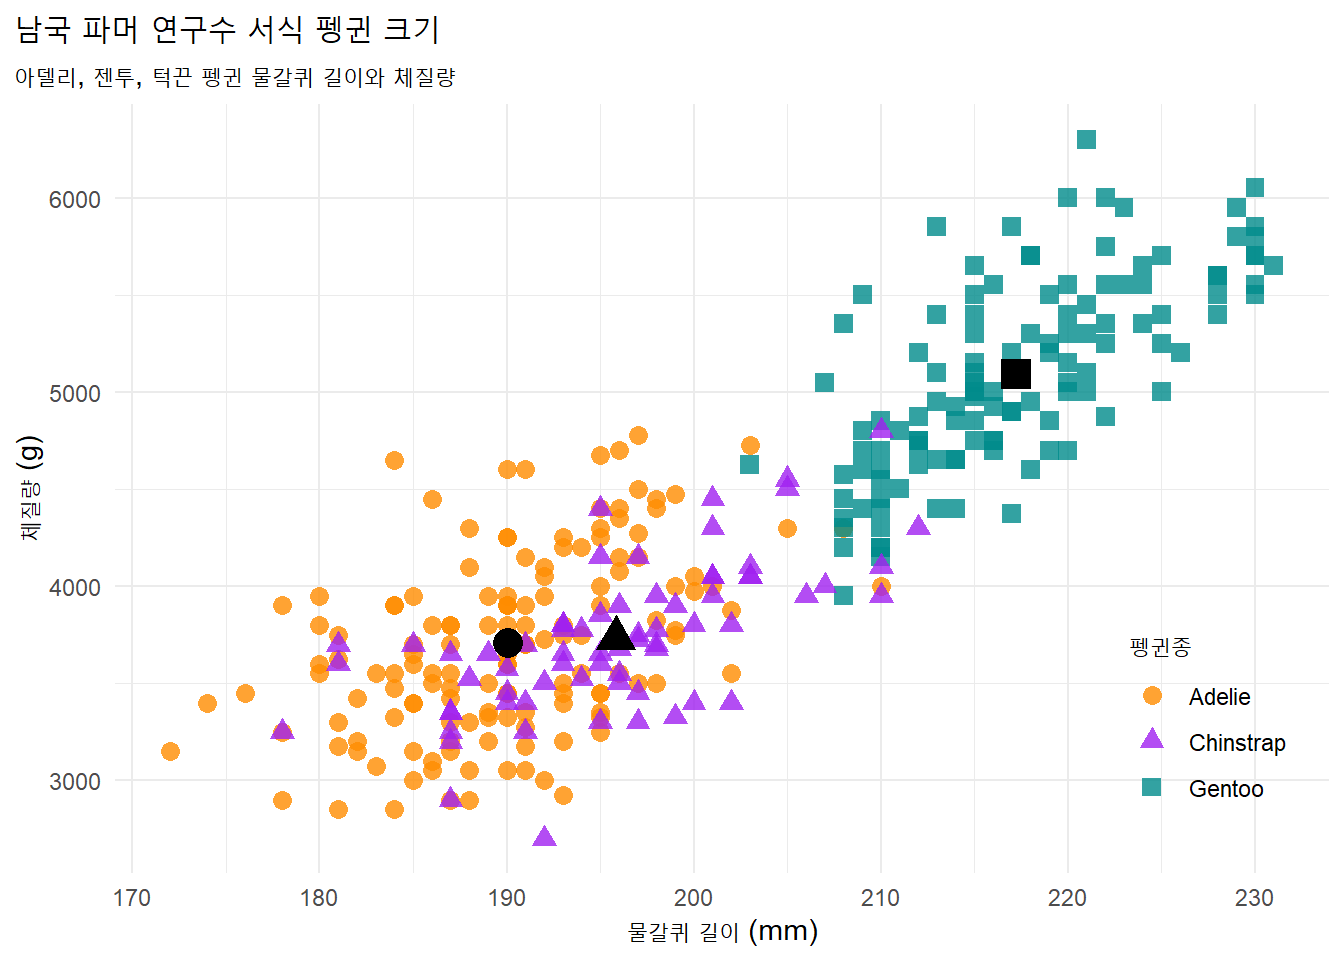 남국 파머 연구수 서식 펭귄 크기
아델리, 젠투, 턱끈 펭귄 물갈퀴 길이와 체질량
체질량 (g)
6000
5000
4000
3000
170 180 190 200 210 220 230
물갈퀴 길이 (mm)
펭귄종
Adelie
Chinstrap
Gentoo